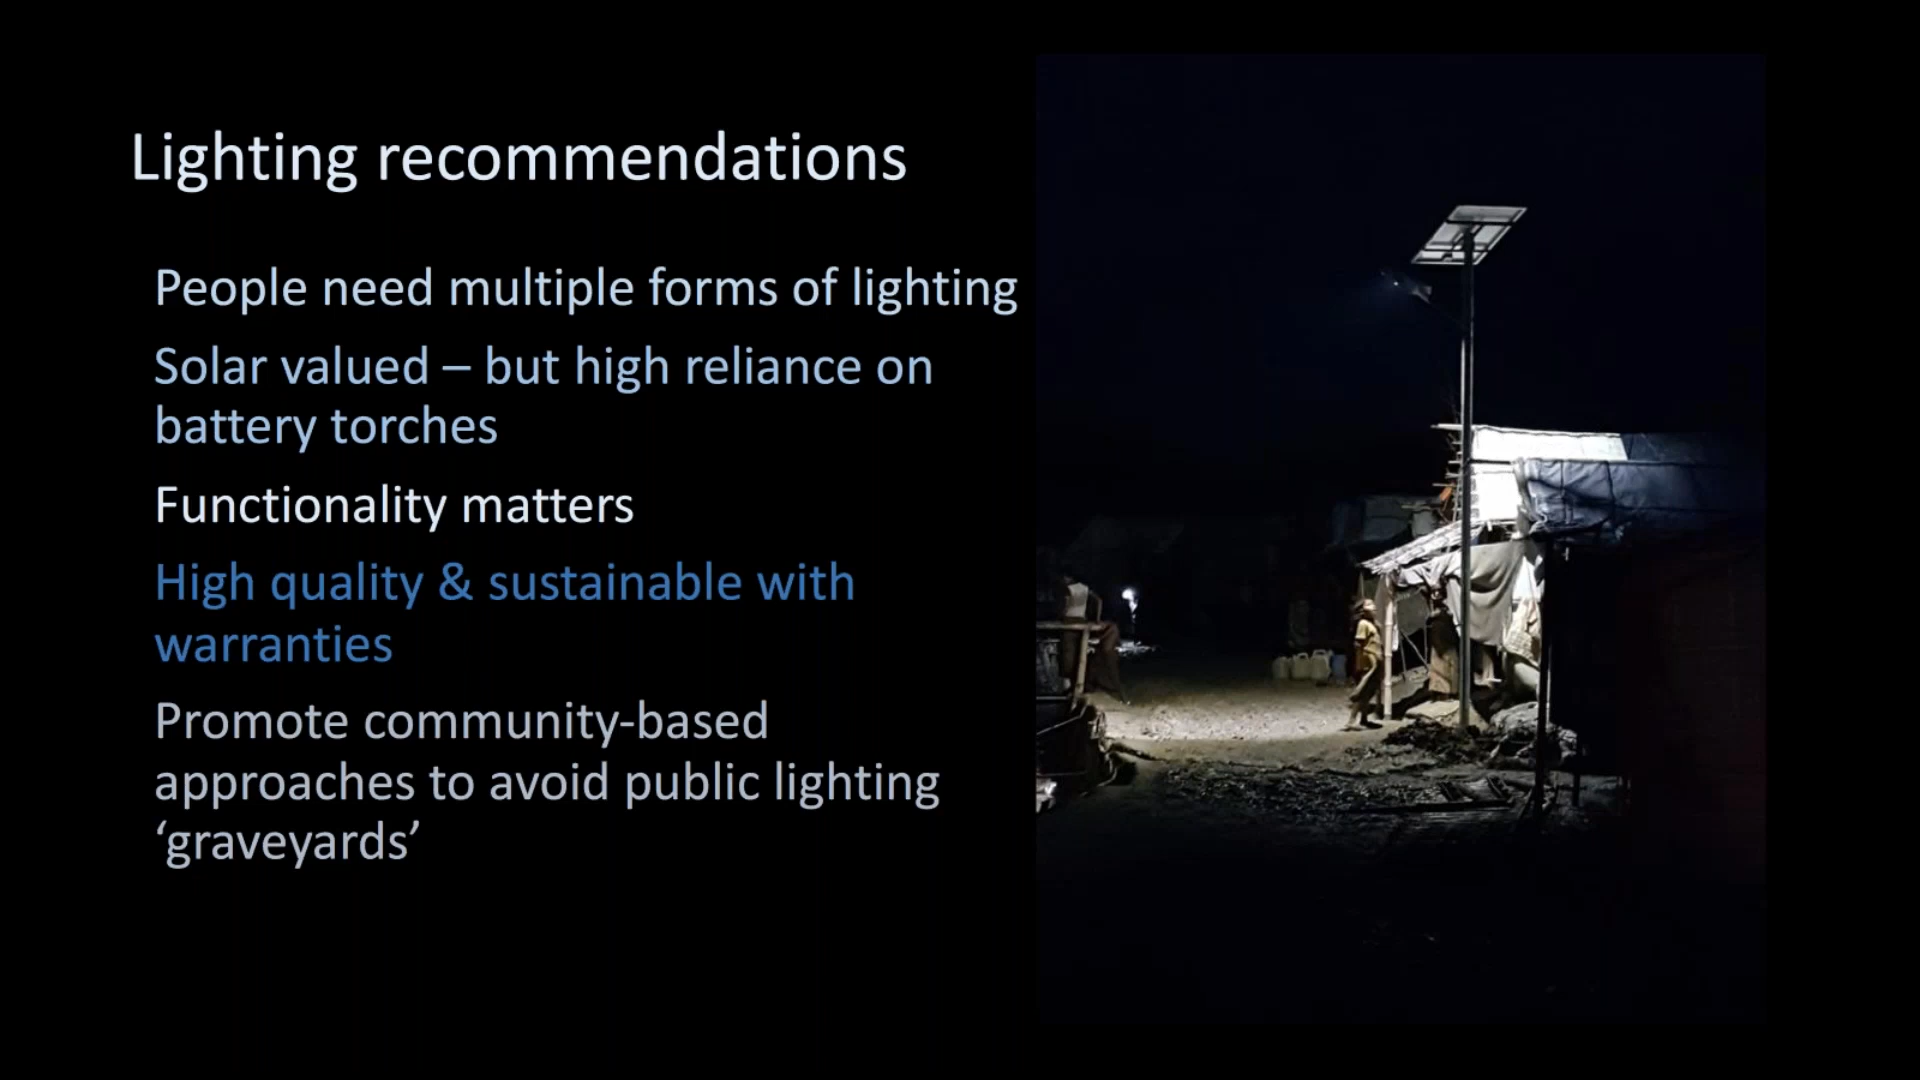 Lighting recommendations
People need multiple forms of lighting
Solar valued – but high reliance on
battery torches
Functionality matters
High quality & sustainable with
warranties
Promote community-based
approaches to avoid public lighting
‘graveyards’